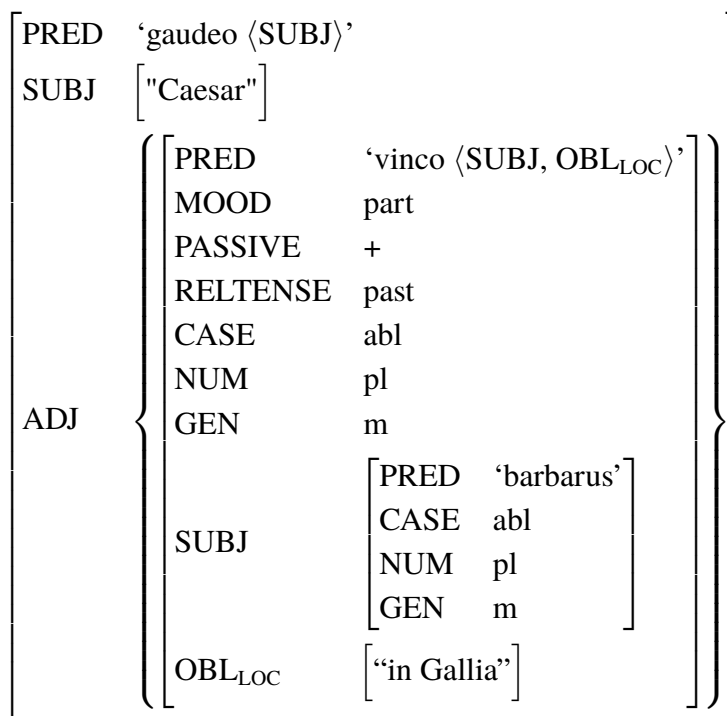 PRED ‘gaudeo ⟨SUBJ⟩’
SUBJ ["Caesar"]
PRED ‘vinco ⟨SUBJ, OBL_LOC⟩’
MOOD part
PASSIVE +
RELTENSE past
CASE abl
NUM pl
ADJ GEN m
PRED ‘barbarus’
CASE abl
SUBJ
NUM pl
GEN m
OBL_LOC [“in Gallia”]